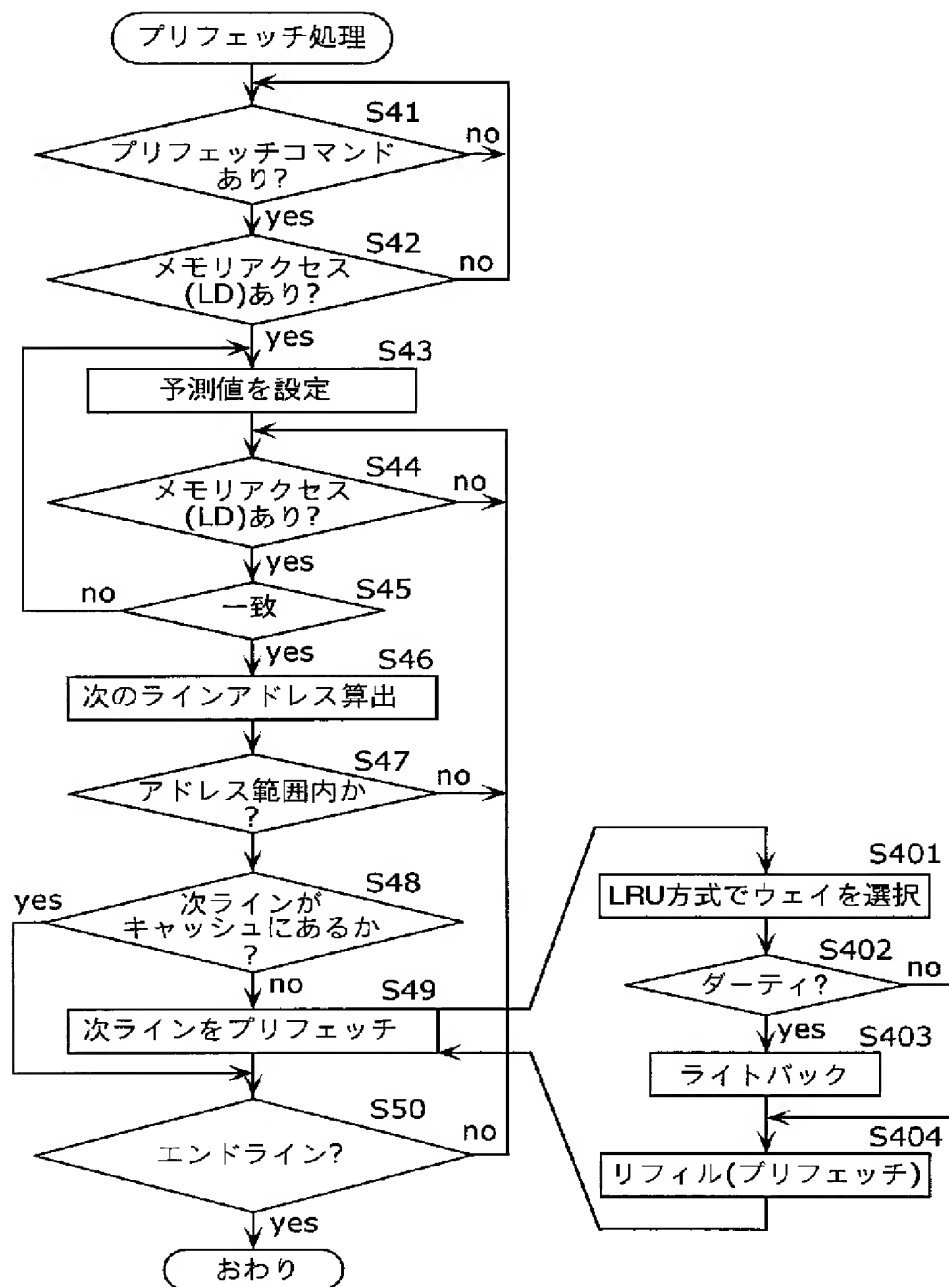 プリフェッチ処理
S41
プリフェッチコマンド
あり?
no
yes
S42
メモリアクセス
(LD)あり?
no
yes
S43
予測値を設定
S44
メモリアクセス
(LD)あり?
no
yes
S45
一致
no
yes
S46
次のラインアドレス算出
S47
アドレス範囲内か
?
no
S48
次ラインが
キャッシュにあるか
?
yes
no
S49
次ラインをプリフェッチ
S50
エンドライン?
no
yes
おわり
S401
LRU方式でウェイを選択
S402
ダーティ?
no
yes
S403
ライトバック
S404
リフィル(プリフェッチ)